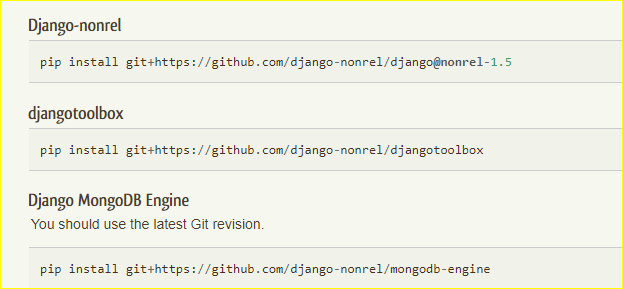 Django-nonrel
pip install git+https://github.com/django-nonrel/django@nonrel-1.5
djangotoolbox
pip install git+https://github.com/django-nonrel/djangotoolbox
Django MongoDB Engine
You should use the latest Git revision.
pip install git+https://github.com/django-nonrel/mongodb-engine